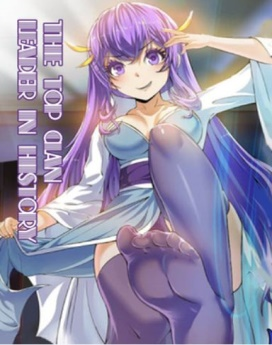 THE TOP CLAN
LEADER IN HISTORY